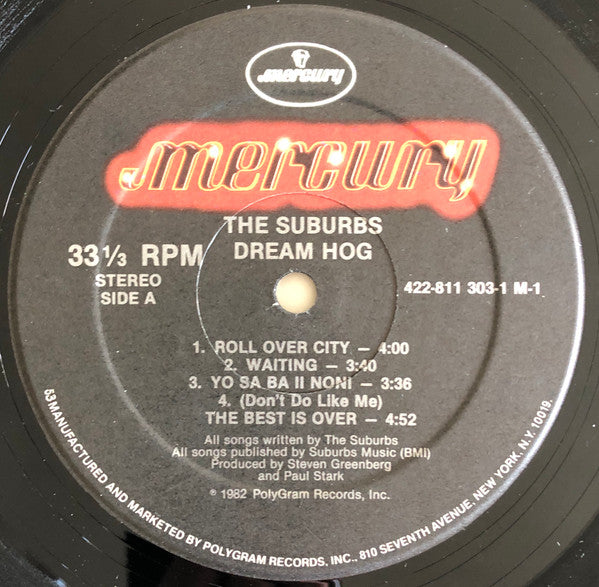 mercury
mercury
THE SUBURBS
DREAM HOG
33 1/3 RPM
STEREO
SIDE A
422-811 303-1 M-1
1. ROLL OVER CITY – 4:00
2. WAITING – 3:40
3. YO SA BA II NONI – 3:36
4. (Don't Do Like Me)
THE BEST IS OVER – 4:52
All songs written by The Suburbs
All songs published by Suburbs Music (BMI)
Produced by Steven Greenberg
and Paul Stark
℗ 1982 PolyGram Records, Inc.
53 MANUFACTURED AND MARKETED BY POLYGRAM RECORDS, INC., 810 SEVENTH AVENUE, NEW YORK, N.Y. 10019.